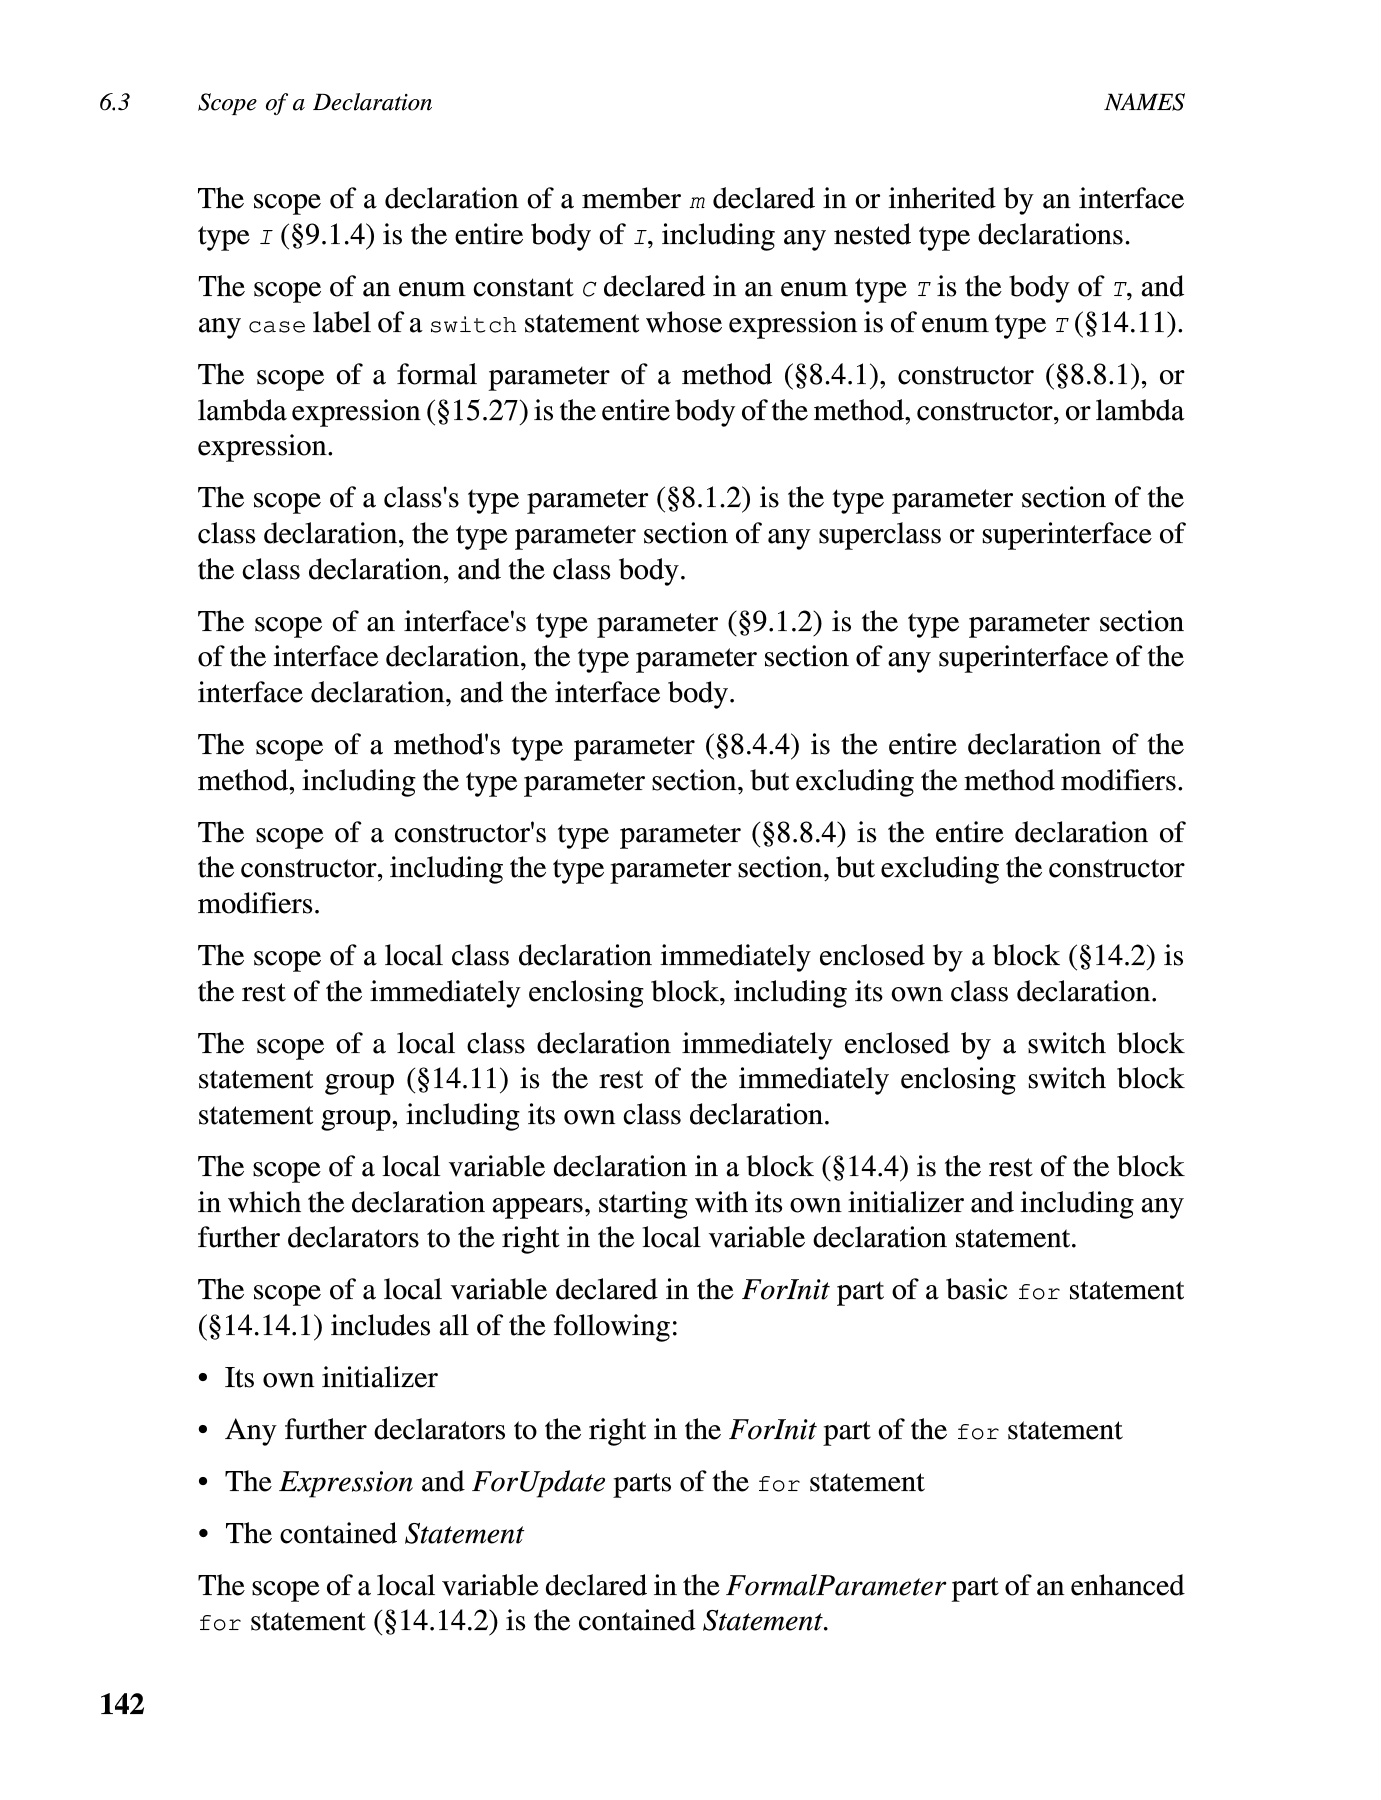 6.3 Scope of a Declaration NAMES
The scope of a declaration of a member m declared in or inherited by an interface
type I (§9.1.4) is the entire body of I, including any nested type declarations.
The scope of an enum constant C declared in an enum type T is the body of T, and
any case label of a switch statement whose expression is of enum type T (§14.11).
The scope of a formal parameter of a method (§8.4.1), constructor (§8.8.1), or
lambda expression (§15.27) is the entire body of the method, constructor, or lambda
expression.
The scope of a class's type parameter (§8.1.2) is the type parameter section of the
class declaration, the type parameter section of any superclass or superinterface of
the class declaration, and the class body.
The scope of an interface's type parameter (§9.1.2) is the type parameter section
of the interface declaration, the type parameter section of any superinterface of the
interface declaration, and the interface body.
The scope of a method's type parameter (§8.4.4) is the entire declaration of the
method, including the type parameter section, but excluding the method modifiers.
The scope of a constructor's type parameter (§8.8.4) is the entire declaration of
the constructor, including the type parameter section, but excluding the constructor
modifiers.
The scope of a local class declaration immediately enclosed by a block (§14.2) is
the rest of the immediately enclosing block, including its own class declaration.
The scope of a local class declaration immediately enclosed by a switch block
statement group (§14.11) is the rest of the immediately enclosing switch block
statement group, including its own class declaration.
The scope of a local variable declaration in a block (§14.4) is the rest of the block
in which the declaration appears, starting with its own initializer and including any
further declarators to the right in the local variable declaration statement.
The scope of a local variable declared in the ForInit part of a basic for statement
(§14.14.1) includes all of the following:
• Its own initializer
• Any further declarators to the right in the ForInit part of the for statement
• The Expression and ForUpdate parts of the for statement
• The contained Statement
The scope of a local variable declared in the FormalParameter part of an enhanced
for statement (§14.14.2) is the contained Statement.
142